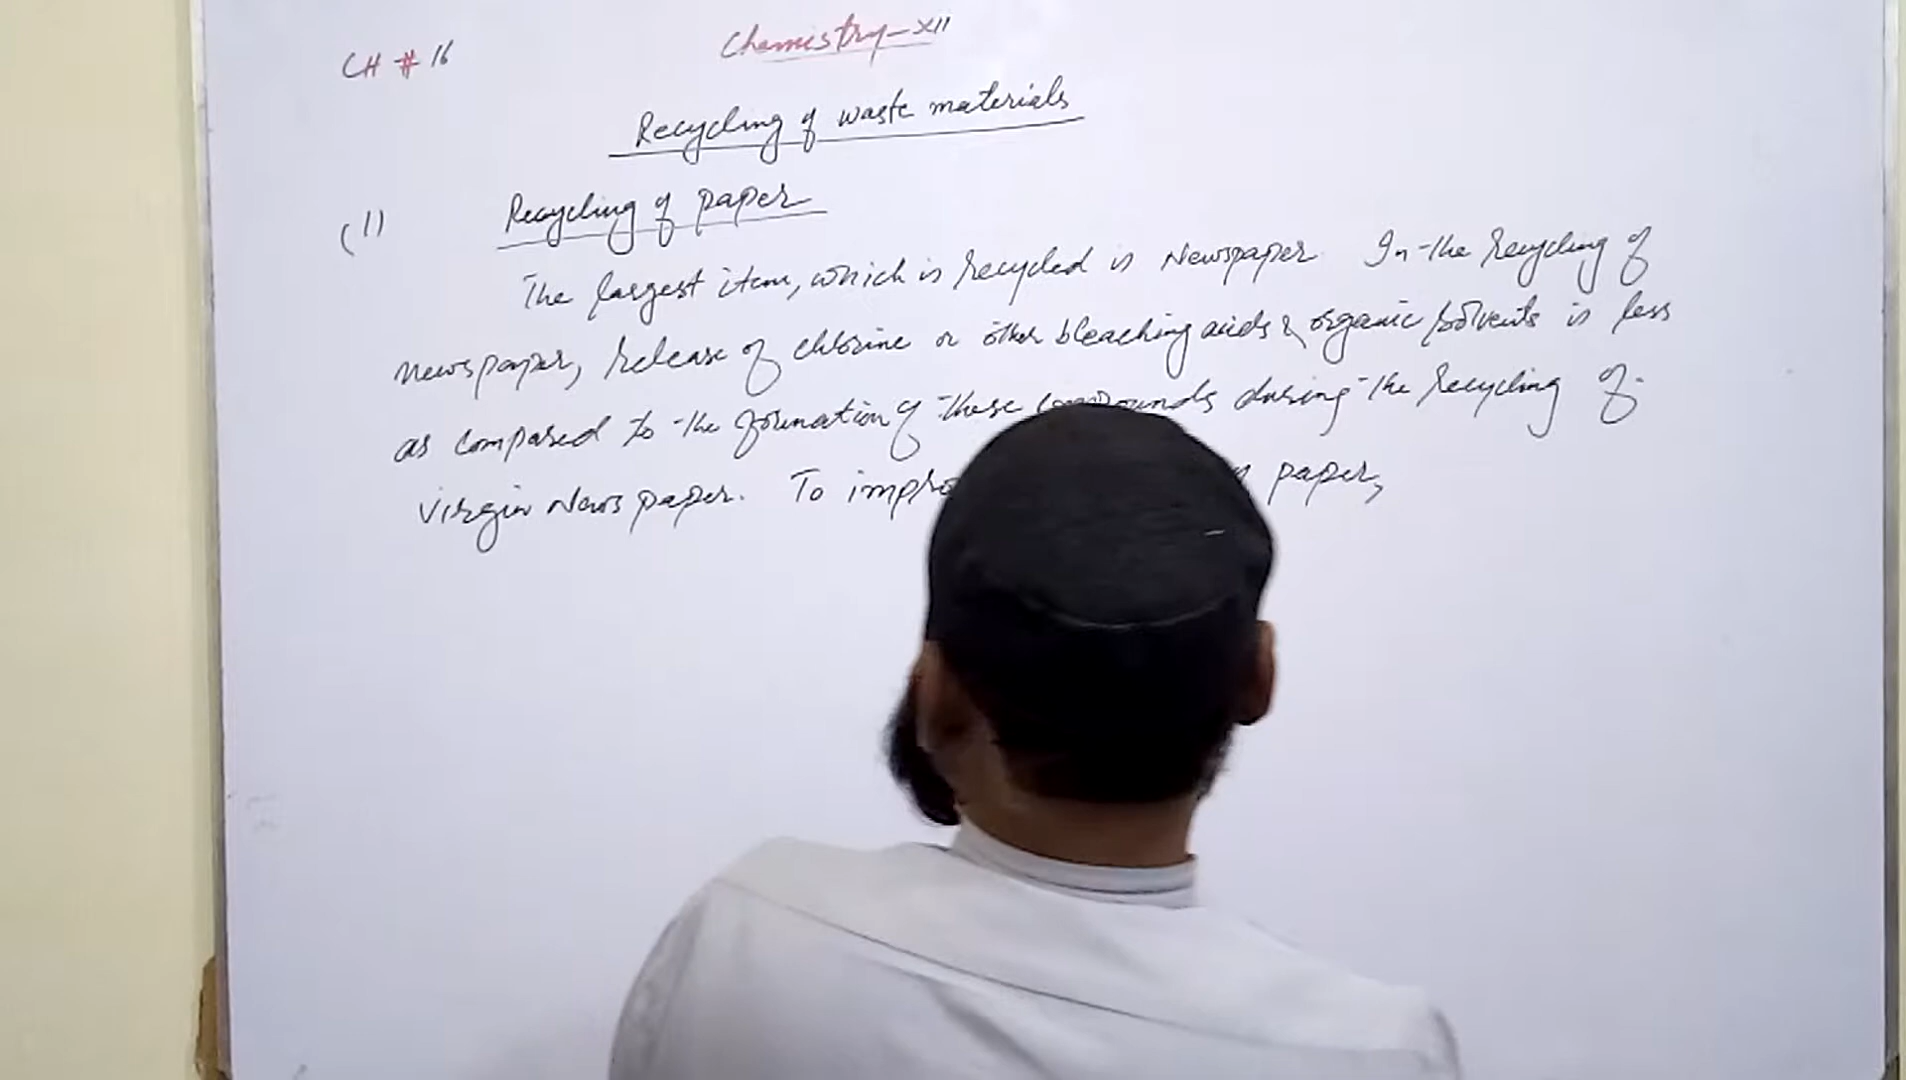 CH # 16
Chemistry-XII
Recycling of waste materials
(1) Recycling of paper
The largest item, which is recycled is Newspaper. In the recycling of
newspaper, release of chlorine or other bleaching acids & organic solvents is less
as compared to the formation of these compounds during the recycling of
virgin News paper. To impro paper,